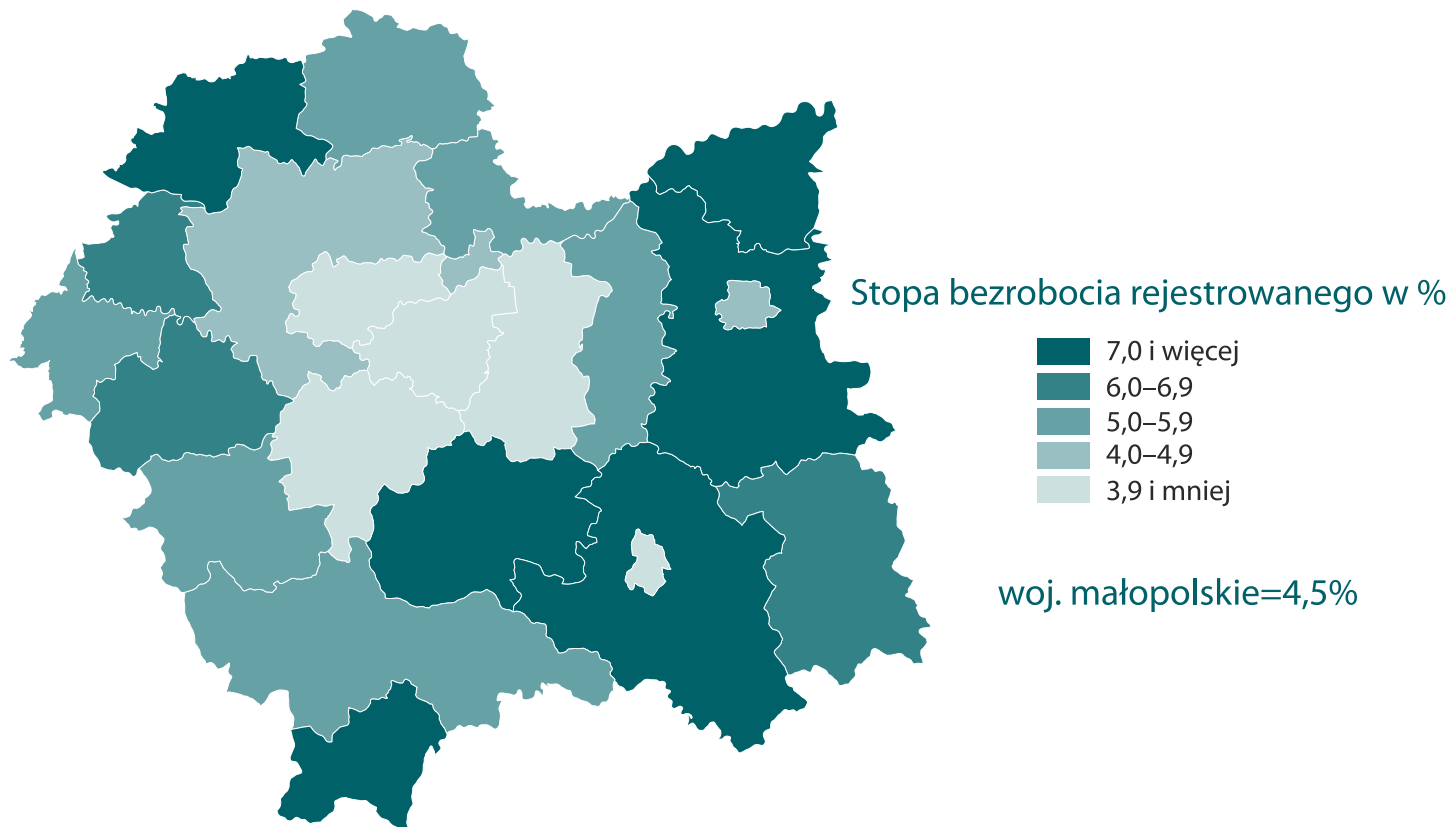 Stopa bezrobocia rejestrowanego w %
7,0 i więcej
6,0–6,9
5,0–5,9
4,0–4,9
3,9 i mniej
woj. małopolskie=4,5%